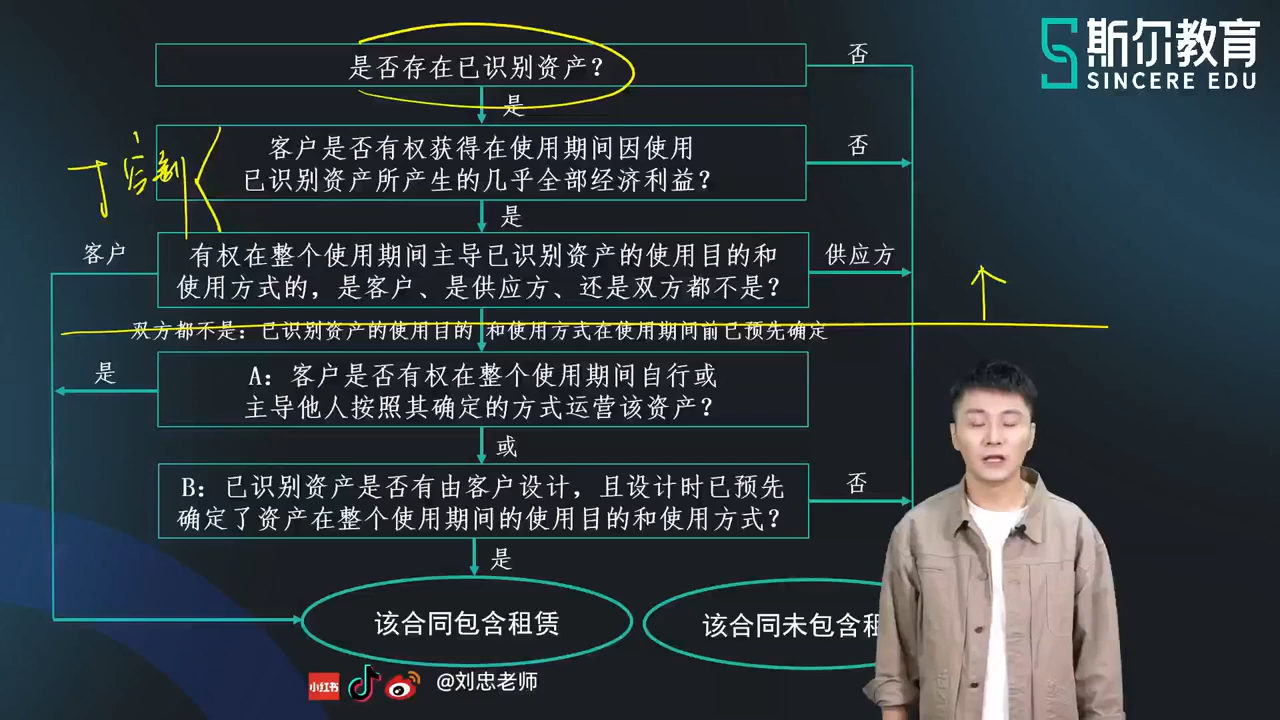 斯尔教育
SINCERE EDU
是否存在已识别资产？
否
是
客户是否有权获得在使用期间因使用
已识别资产所产生的几乎全部经济利益？
否
是
客户
有权在整个使用期间主导已识别资产的使用目的和
使用方式的，是客户、是供应方、还是双方都不是？
供应方
双方都不是：已识别资产的使用目的 和使用方式在使用期间前已预先确定
是
A：客户是否有权在整个使用期间自行或
主导他人按照其确定的方式运营该资产？
或
B：已识别资产是否有由客户设计，且设计时已预先
确定了资产在整个使用期间的使用目的和使用方式？
否
是
该合同包含租赁
该合同未包含租
小红书
@刘忠老师